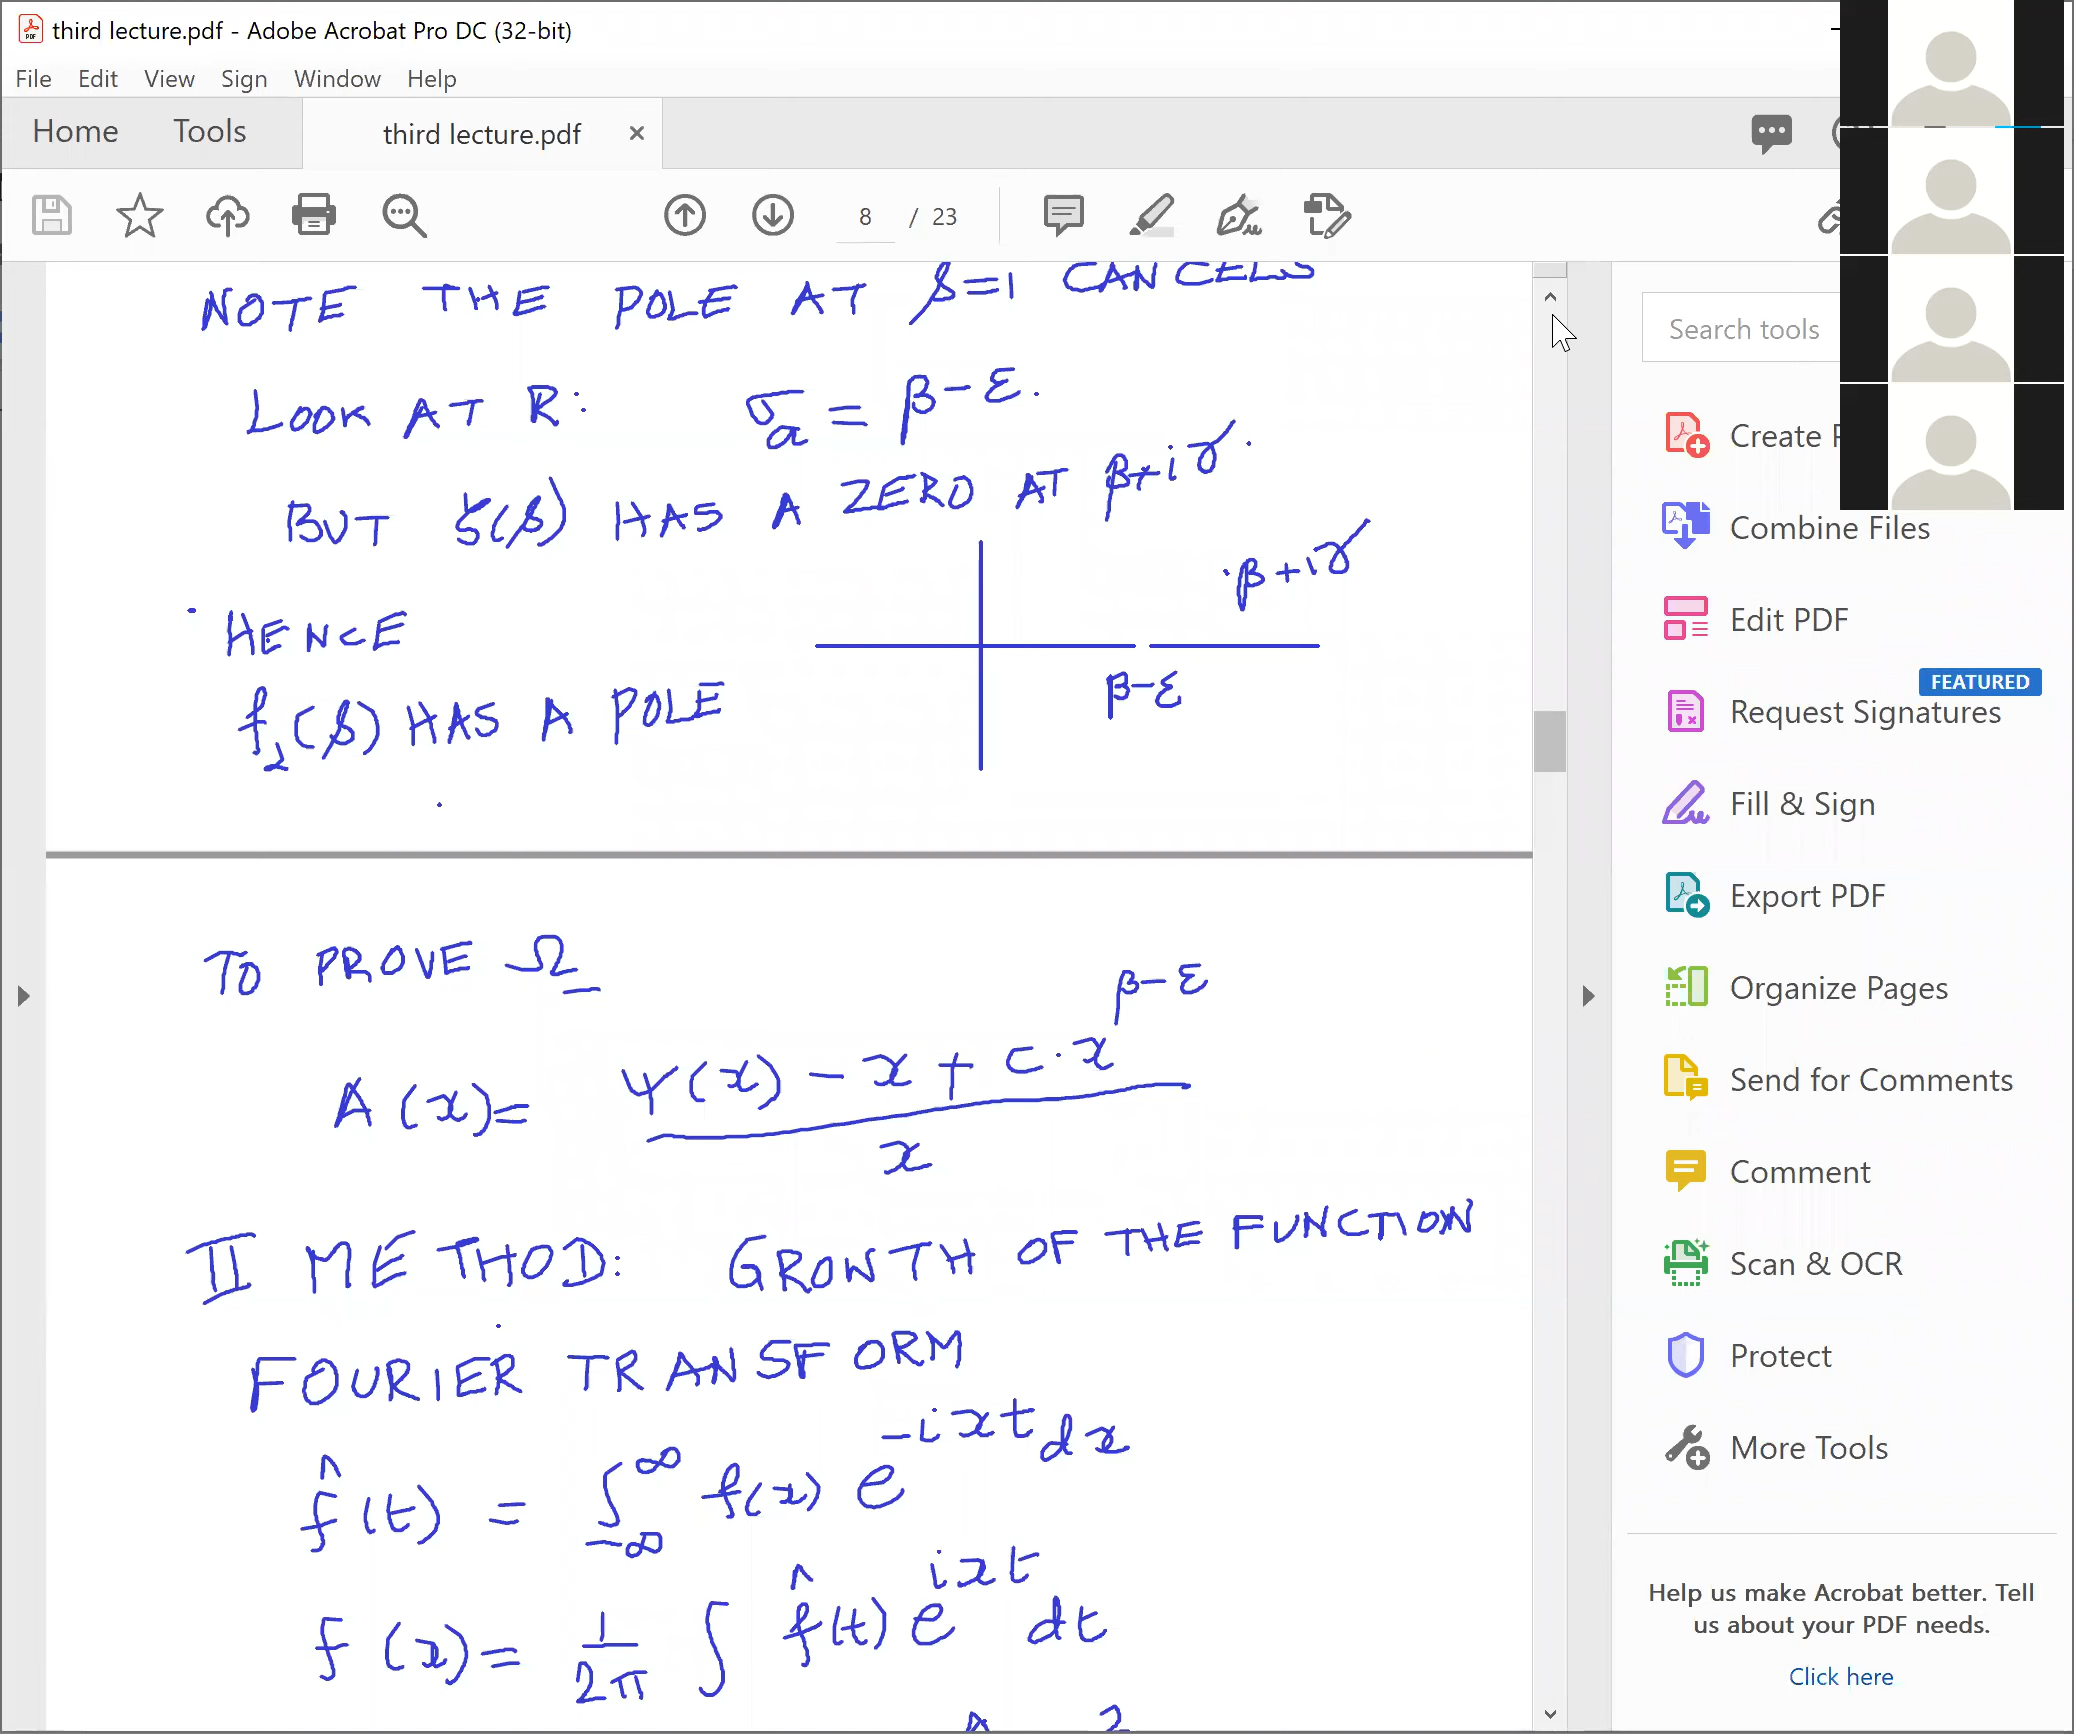 third lecture.pdf - Adobe Acrobat Pro DC (32-bit)
File Edit View Sign Window Help
Home Tools third lecture.pdf ×
8 / 23
NOTE THE POLE AT s=1 CANCELS
LOOK AT R: σ_a = β-ε.
BUT ζ(s) HAS A ZERO AT β+iγ.
β+iγ
HENCE
β-ε
f_2(s) HAS A POLE
TO PROVE Ω_-
A(x) = (ψ(x) - x + c·x^{β-ε}) / x
II METHOD: GROWTH OF THE FUNCTION
FOURIER TRANSFORM
f̂(t) = ∫_{-∞}^{∞} f(x) e^{-ixt} dx
f(x) = 1/2π ∫ f̂(t) e^{ixt} dt
Search tools
Combine Files
Edit PDF
FEATURED
Request Signatures
Fill & Sign
Export PDF
Organize Pages
Send for Comments
Comment
Scan & OCR
Protect
More Tools
Help us make Acrobat better. Tell
us about your PDF needs.
Click here